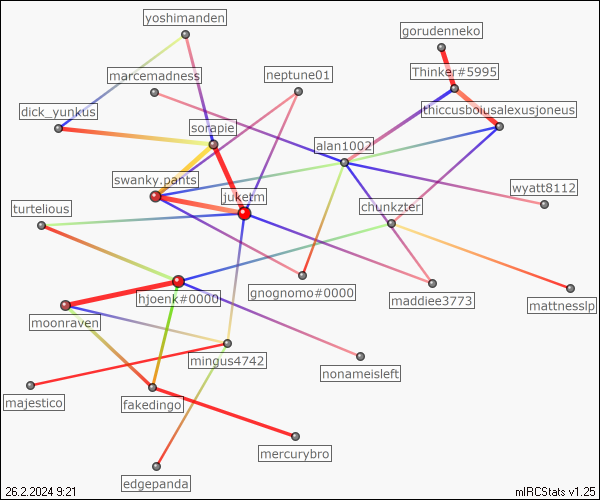 yoshimanden
gorudenneko
marcemadness
neptune01
Thinker#5995
dick_yunkus
thiccusboiusalexusjoneus
sorapie
alan1002
swanky.pants
wyatt8112
juketm
turtelious
chunkzter
hjoenk#0000
gnognomo#0000
maddiee3773
mattnesslp
moonraven
mingus4742
nonameisleft
majestico
fakedingo
mercurybro
edgepanda
26.2.2024 9:21
mIRCStats v1.25